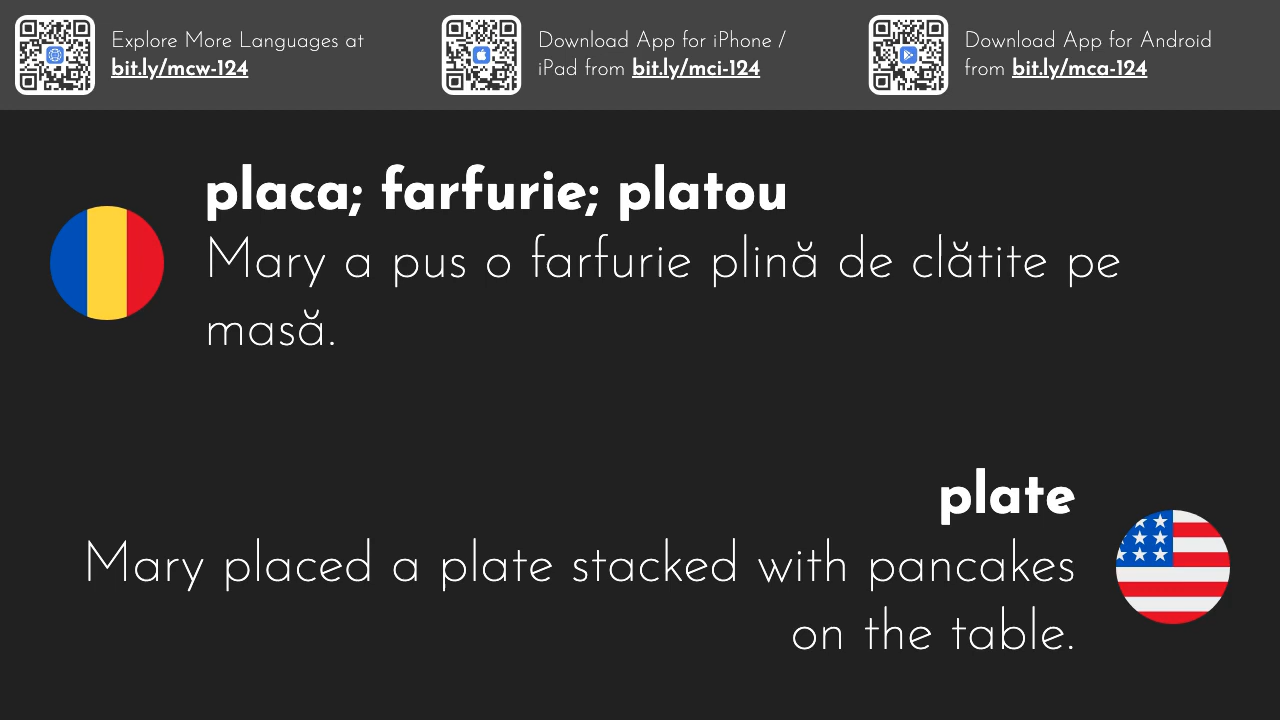 Explore More Languages at
bit.ly/mcw-124
Download App for iPhone /
iPad from bit.ly/mci-124
Download App for Android
from bit.ly/mca-124
placa; farfurie; platou
Mary a pus o farfurie plină de clătite pe
masă.
plate
Mary placed a plate stacked with pancakes
on the table.